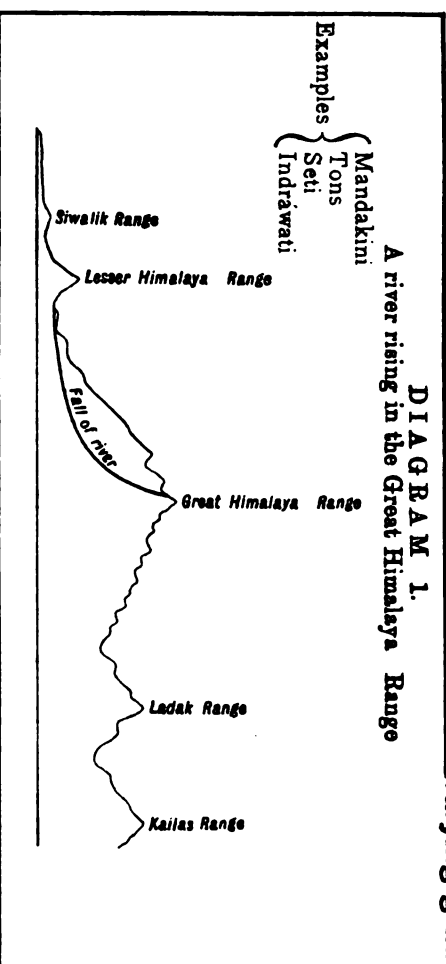 DIAGRAM 1.
A river rising in the Great Himalaya Range
Examples
Mandakini
Tons
Seti
Indráwati
Siwalik Range
Lesser Himalaya Range
Fall of river
Great Himalaya Range
Ladak Range
Kailas Range